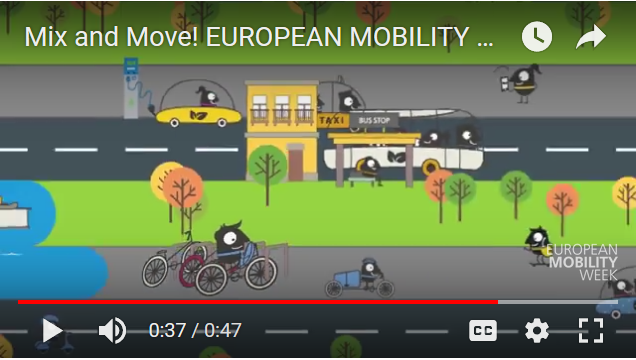 Mix and Move! EUROPEAN MOBILITY ...
TAXI
BUS STOP
EUROPEAN
MOBILITY
WEEK
0:37 / 0:47
CC